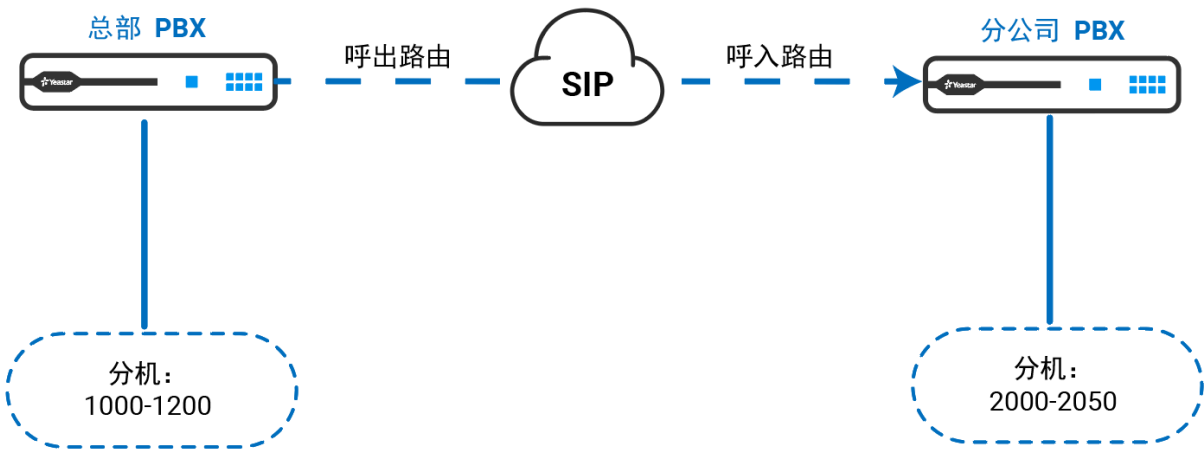 总部 PBX
分公司 PBX
呼出路由
呼入路由
SIP
Yeastar
Yeastar
分机：
1000-1200
分机：
2000-2050